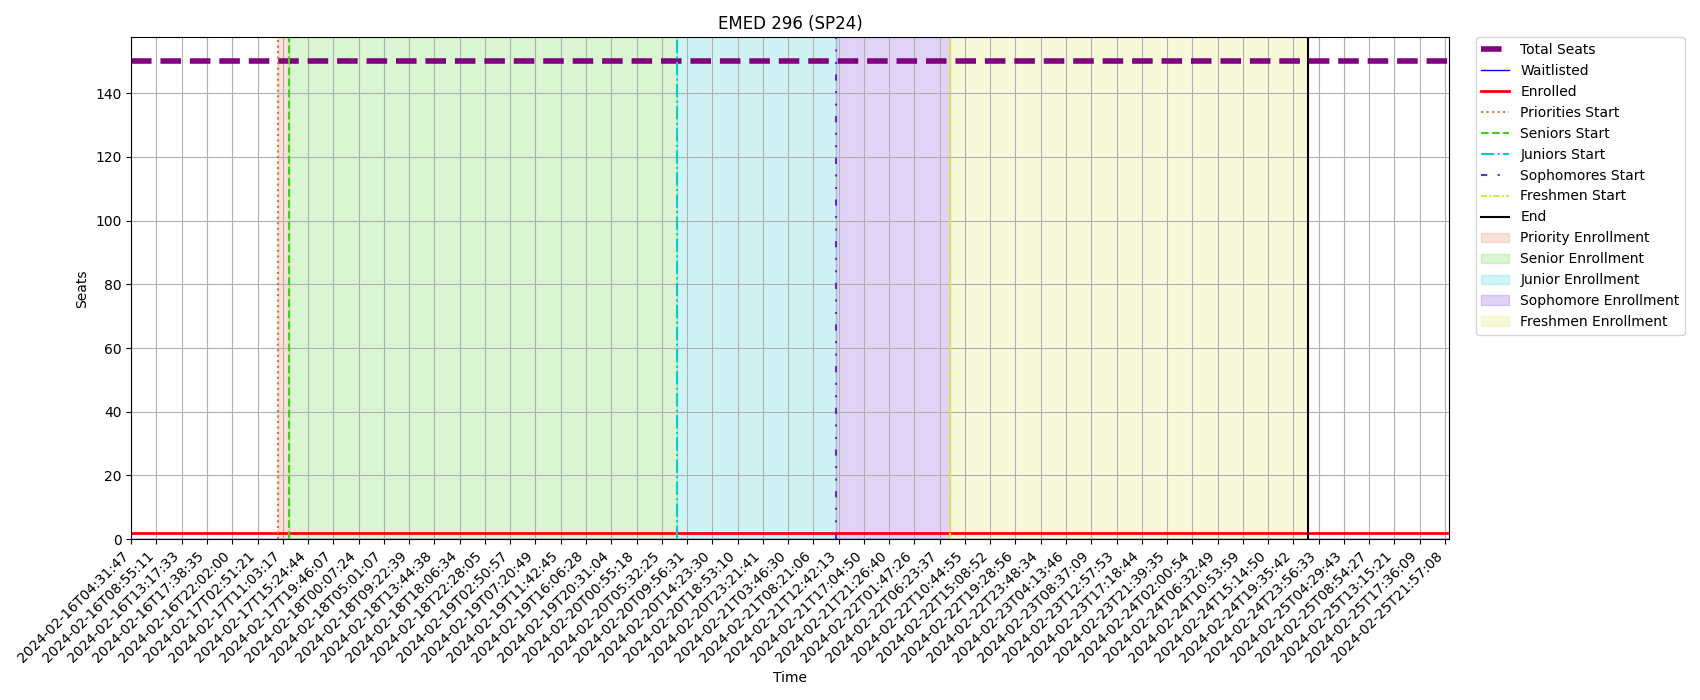 EMED 296 (SP24)
Total Seats
Waitlisted
Enrolled
Priorities Start
Seniors Start
Juniors Start
Sophomores Start
Freshmen Start
End
Priority Enrollment
Senior Enrollment
Junior Enrollment
Sophomore Enrollment
Freshmen Enrollment
Seats
140
120
100
80
60
40
20
0
2024-02-16T04:31:47
2024-02-16T08:55:11
2024-02-16T13:17:33
2024-02-16T17:38:35
2024-02-16T22:02:00
2024-02-17T02:51:21
2024-02-17T11:03:17
2024-02-17T15:24:44
2024-02-17T19:46:07
2024-02-18T00:07:24
2024-02-18T05:01:07
2024-02-18T09:22:39
2024-02-18T13:44:38
2024-02-18T18:06:34
2024-02-18T22:28:05
2024-02-19T02:50:57
2024-02-19T07:20:49
2024-02-19T11:42:45
2024-02-19T16:06:28
2024-02-19T20:31:04
2024-02-20T00:55:18
2024-02-20T05:32:25
2024-02-20T09:56:31
2024-02-20T14:23:30
2024-02-20T18:53:10
2024-02-20T23:21:41
2024-02-21T03:46:30
2024-02-21T08:21:06
2024-02-21T12:42:13
2024-02-21T17:04:50
2024-02-21T21:26:40
2024-02-22T01:47:26
2024-02-22T06:23:37
2024-02-22T10:44:55
2024-02-22T15:08:52
2024-02-22T19:28:56
2024-02-22T23:48:34
2024-02-23T04:13:46
2024-02-23T08:37:09
2024-02-23T12:57:53
2024-02-23T17:18:44
2024-02-23T21:39:35
2024-02-24T02:00:54
2024-02-24T06:32:49
2024-02-24T10:53:59
2024-02-24T15:14:50
2024-02-24T19:35:42
2024-02-24T23:56:33
2024-02-25T04:29:43
2024-02-25T08:54:27
2024-02-25T13:15:21
2024-02-25T17:36:09
2024-02-25T21:57:08
Time